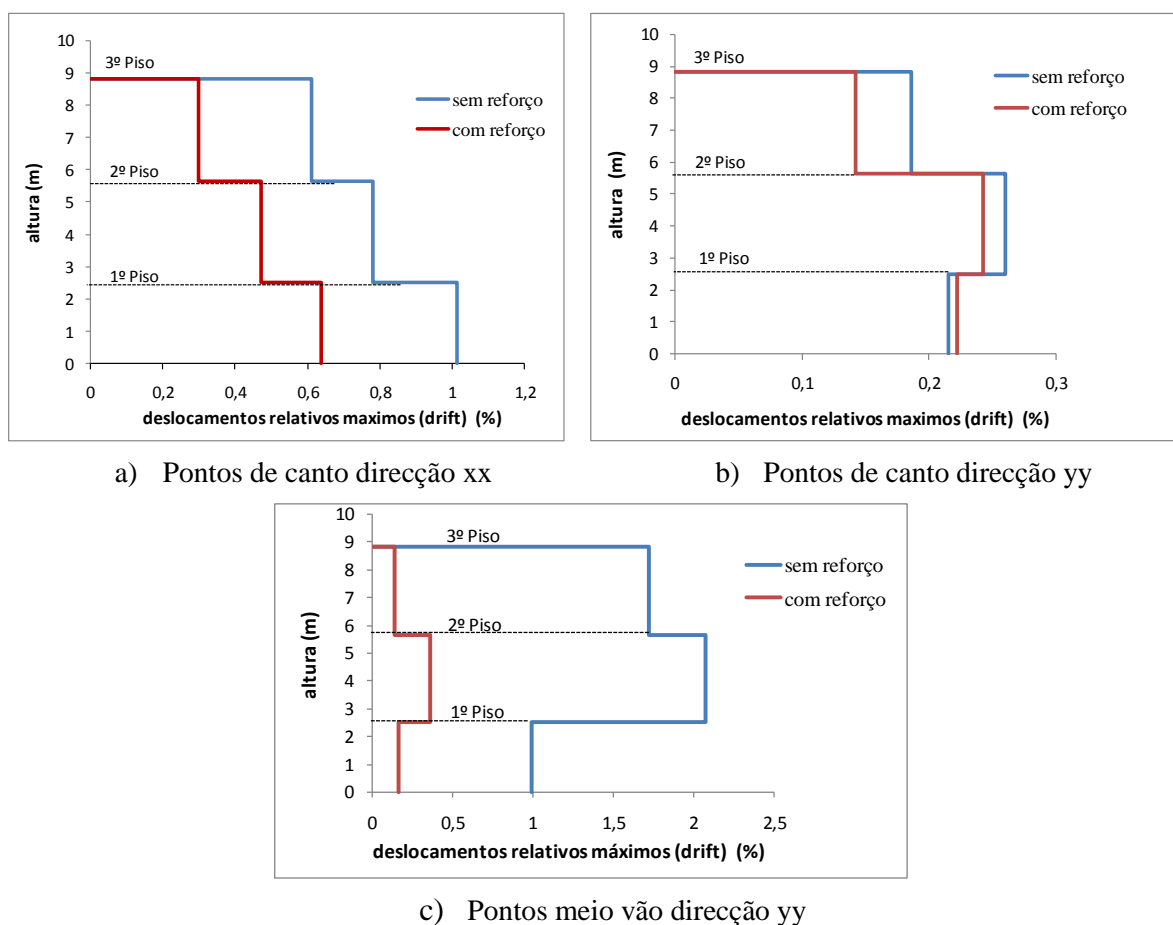 10
9
8
7
6
5
4
3
2
1
0
altura (m)
3º Piso
2º Piso
1º Piso
sem reforço
com reforço
0 0,2 0,4 0,6 0,8 1 1,2
deslocamentos relativos maximos (drift) (%)
a) Pontos de canto direcção xx
10
9
8
7
6
5
4
3
2
1
0
altura (m)
3º Piso
2º Piso
1º Piso
sem reforço
com reforço
0 0,1 0,2 0,3
deslocamentos relativos maximos (drift) (%)
b) Pontos de canto direcção yy
10
9
8
7
6
5
4
3
2
1
0
altura (m)
3º Piso
2º Piso
1º Piso
sem reforço
com reforço
0 0,5 1 1,5 2 2,5
deslocamentos relativos máximos (drift) (%)
c) Pontos meio vão direcção yy